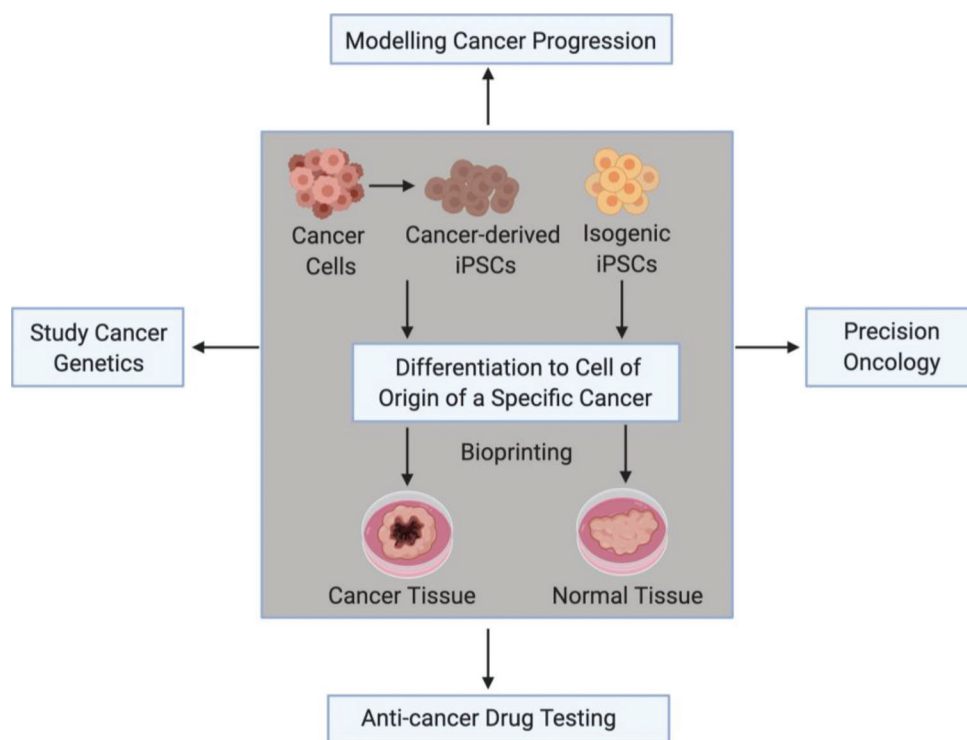 Modelling Cancer Progression
Cancer
Cells
Cancer-derived
iPSCs
Isogenic
iPSCs
Study Cancer
Genetics
Differentiation to Cell of
Origin of a Specific Cancer
Precision
Oncology
Bioprinting
Cancer Tissue
Normal Tissue
Anti-cancer Drug Testing